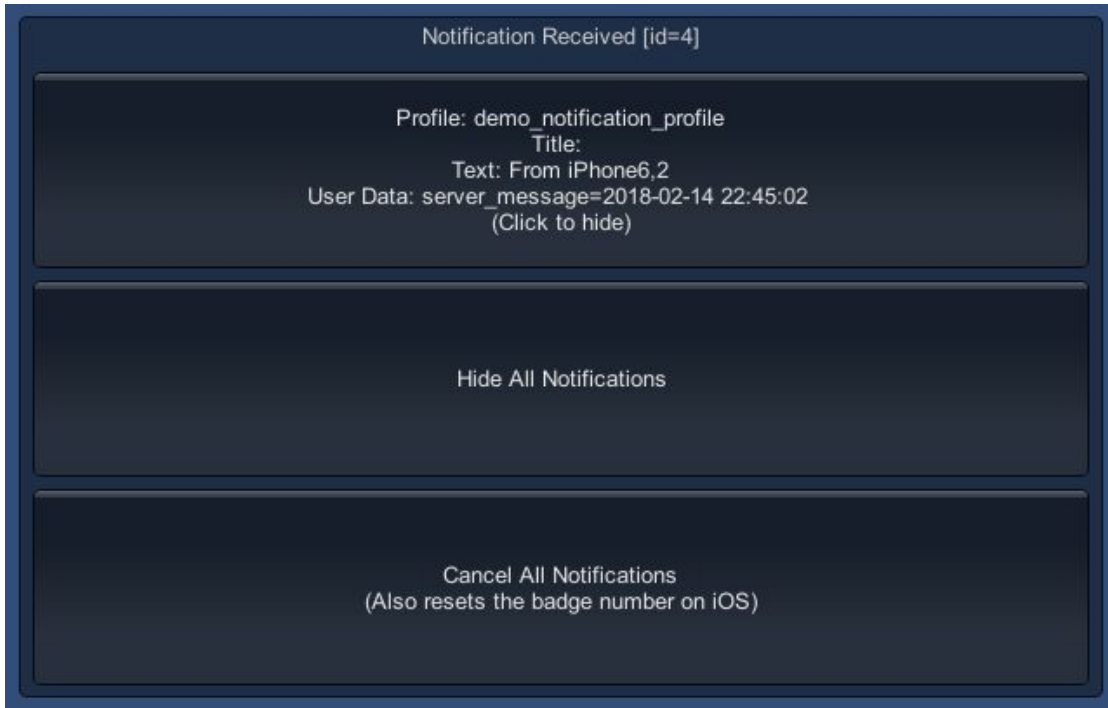 Notification Received [id=4]
Profile: demo_notification_profile
Title:
Text: From iPhone6,2
User Data: server_message=2018-02-14 22:45:02
(Click to hide)
Hide All Notifications
Cancel All Notifications
(Also resets the badge number on iOS)